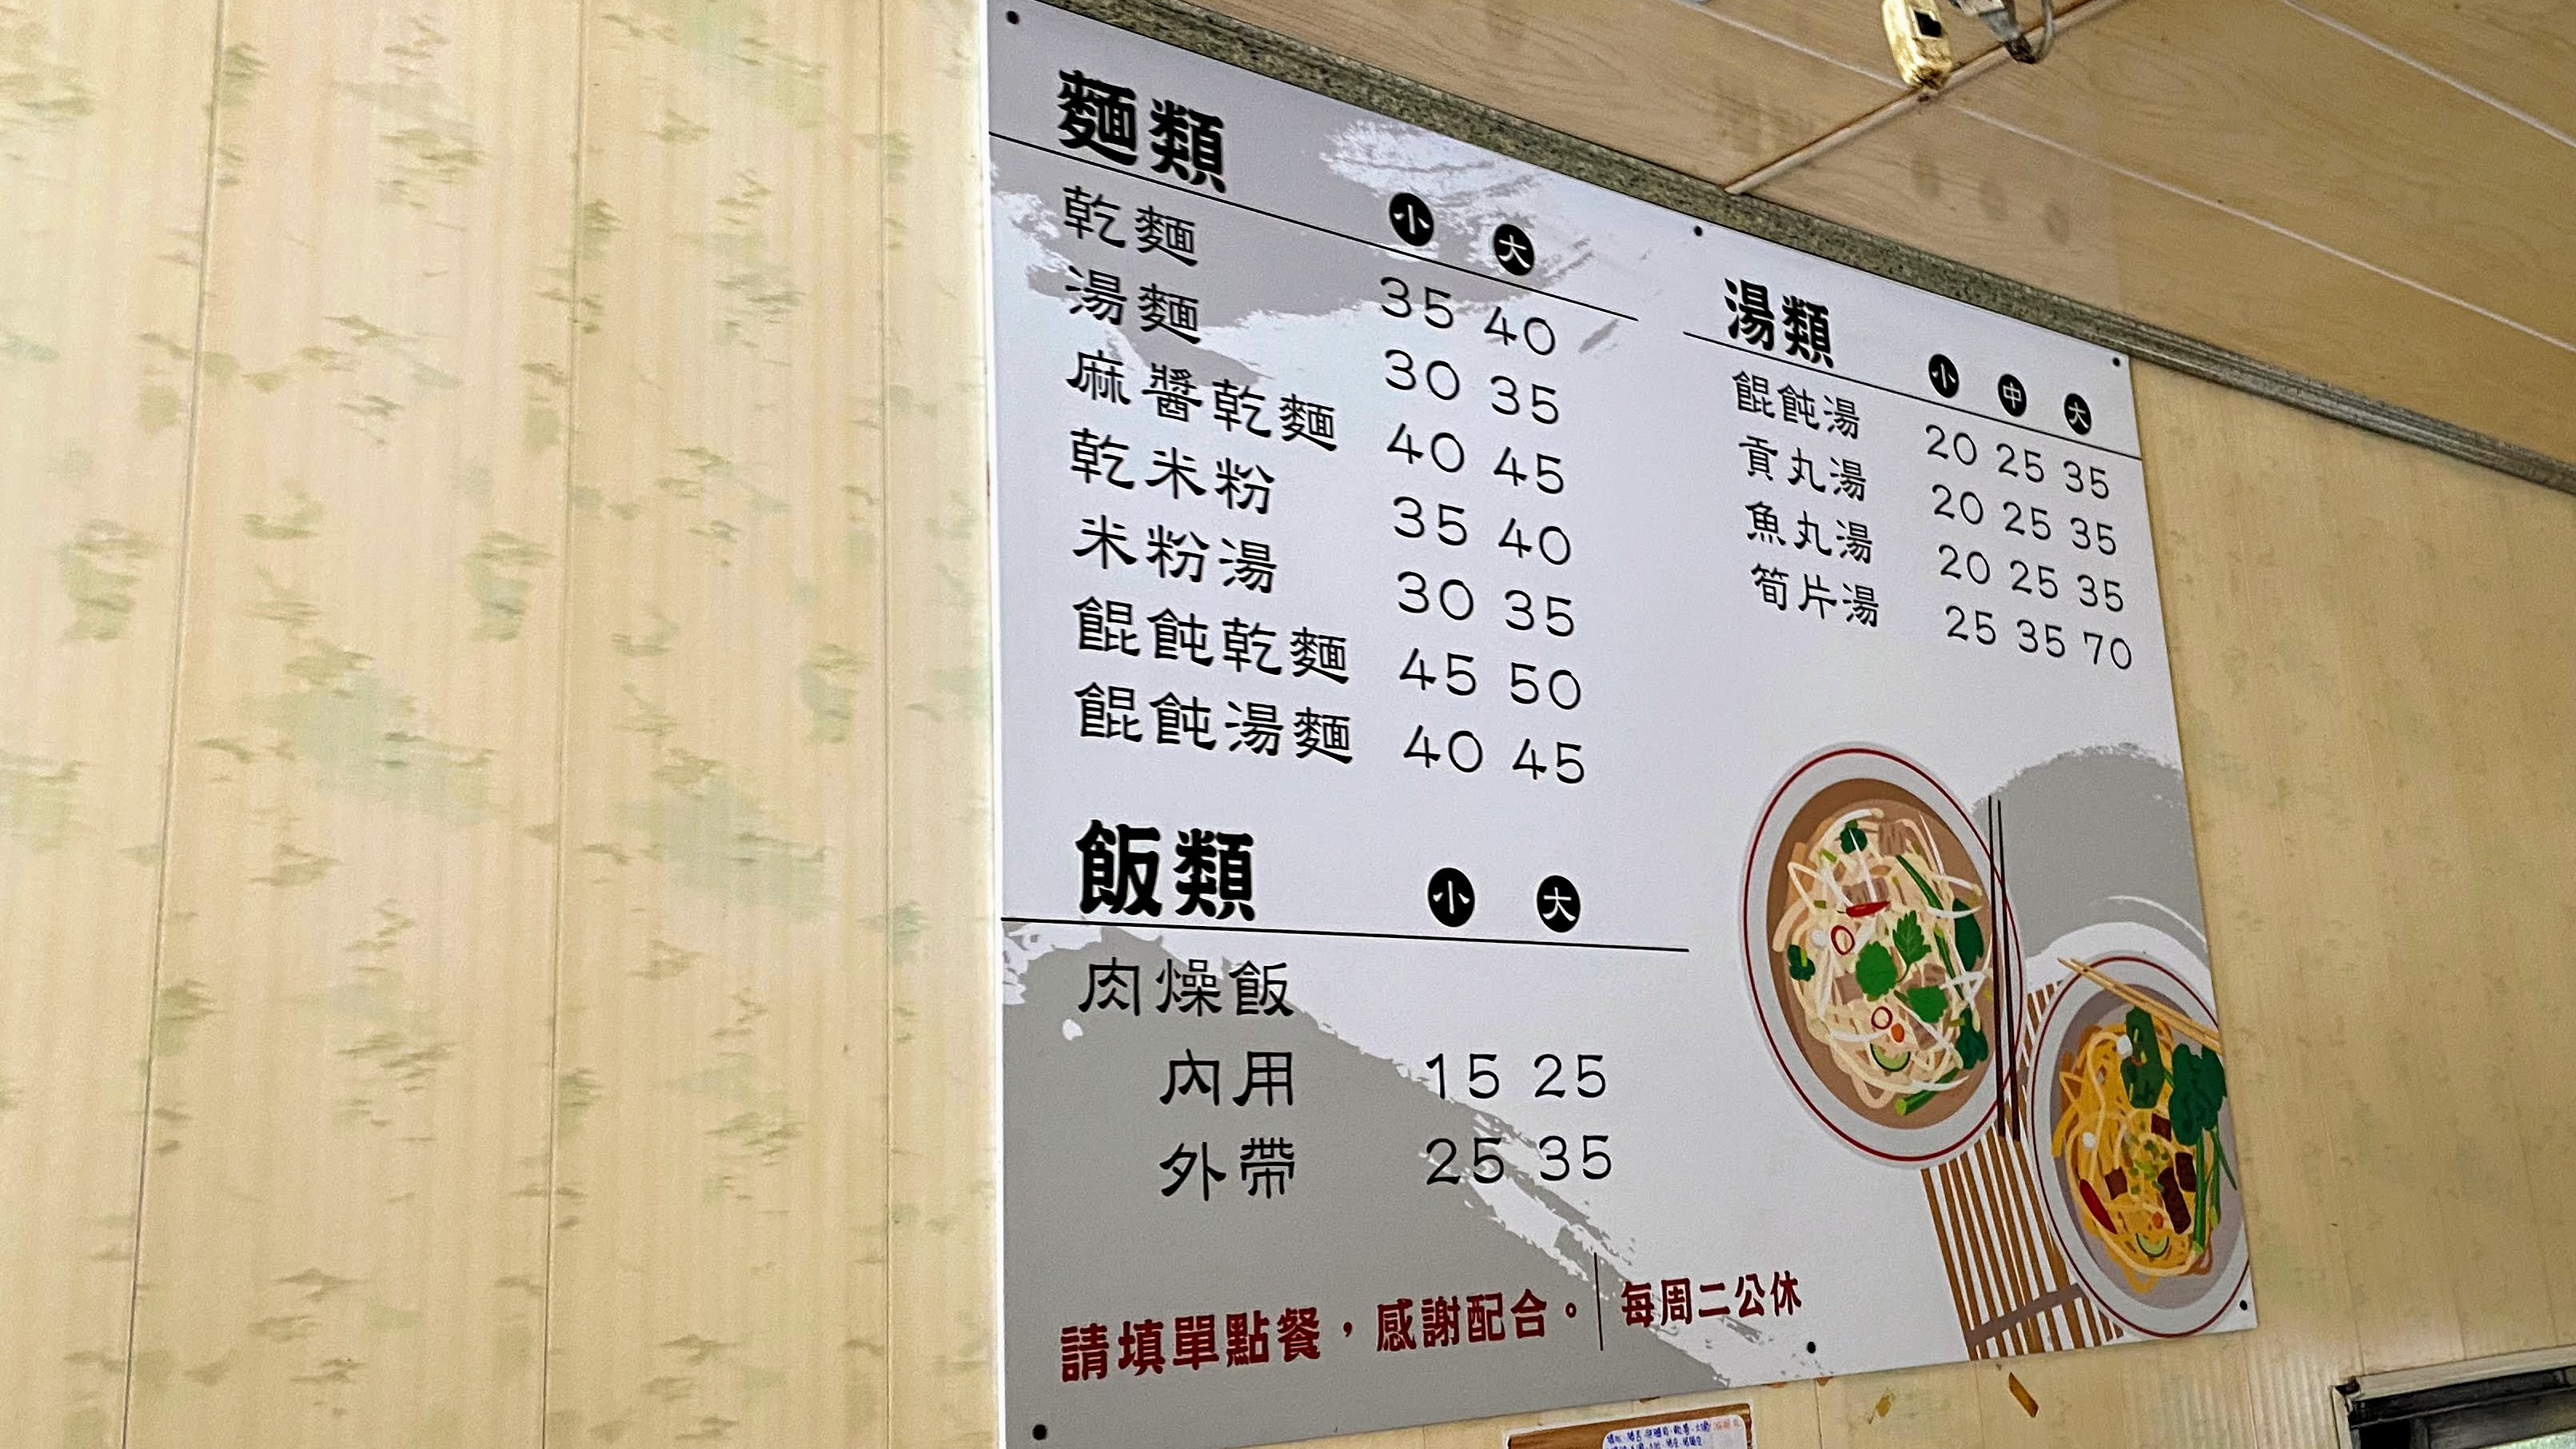 麵類 小 大
乾麵 35 40
湯麵 30 35
麻醬乾麵 40 45
乾米粉 35 40
米粉湯 30 35
餛飩乾麵 45 50
餛飩湯麵 40 45
飯類 小 大
肉燥飯
內用 15 25
外帶 25 35
湯類 小 中 大
餛飩湯 20 25 35
貢丸湯 20 25 35
魚丸湯 20 25 35
筍片湯 25 35 70
請填單點餐，感謝配合。 每周二公休